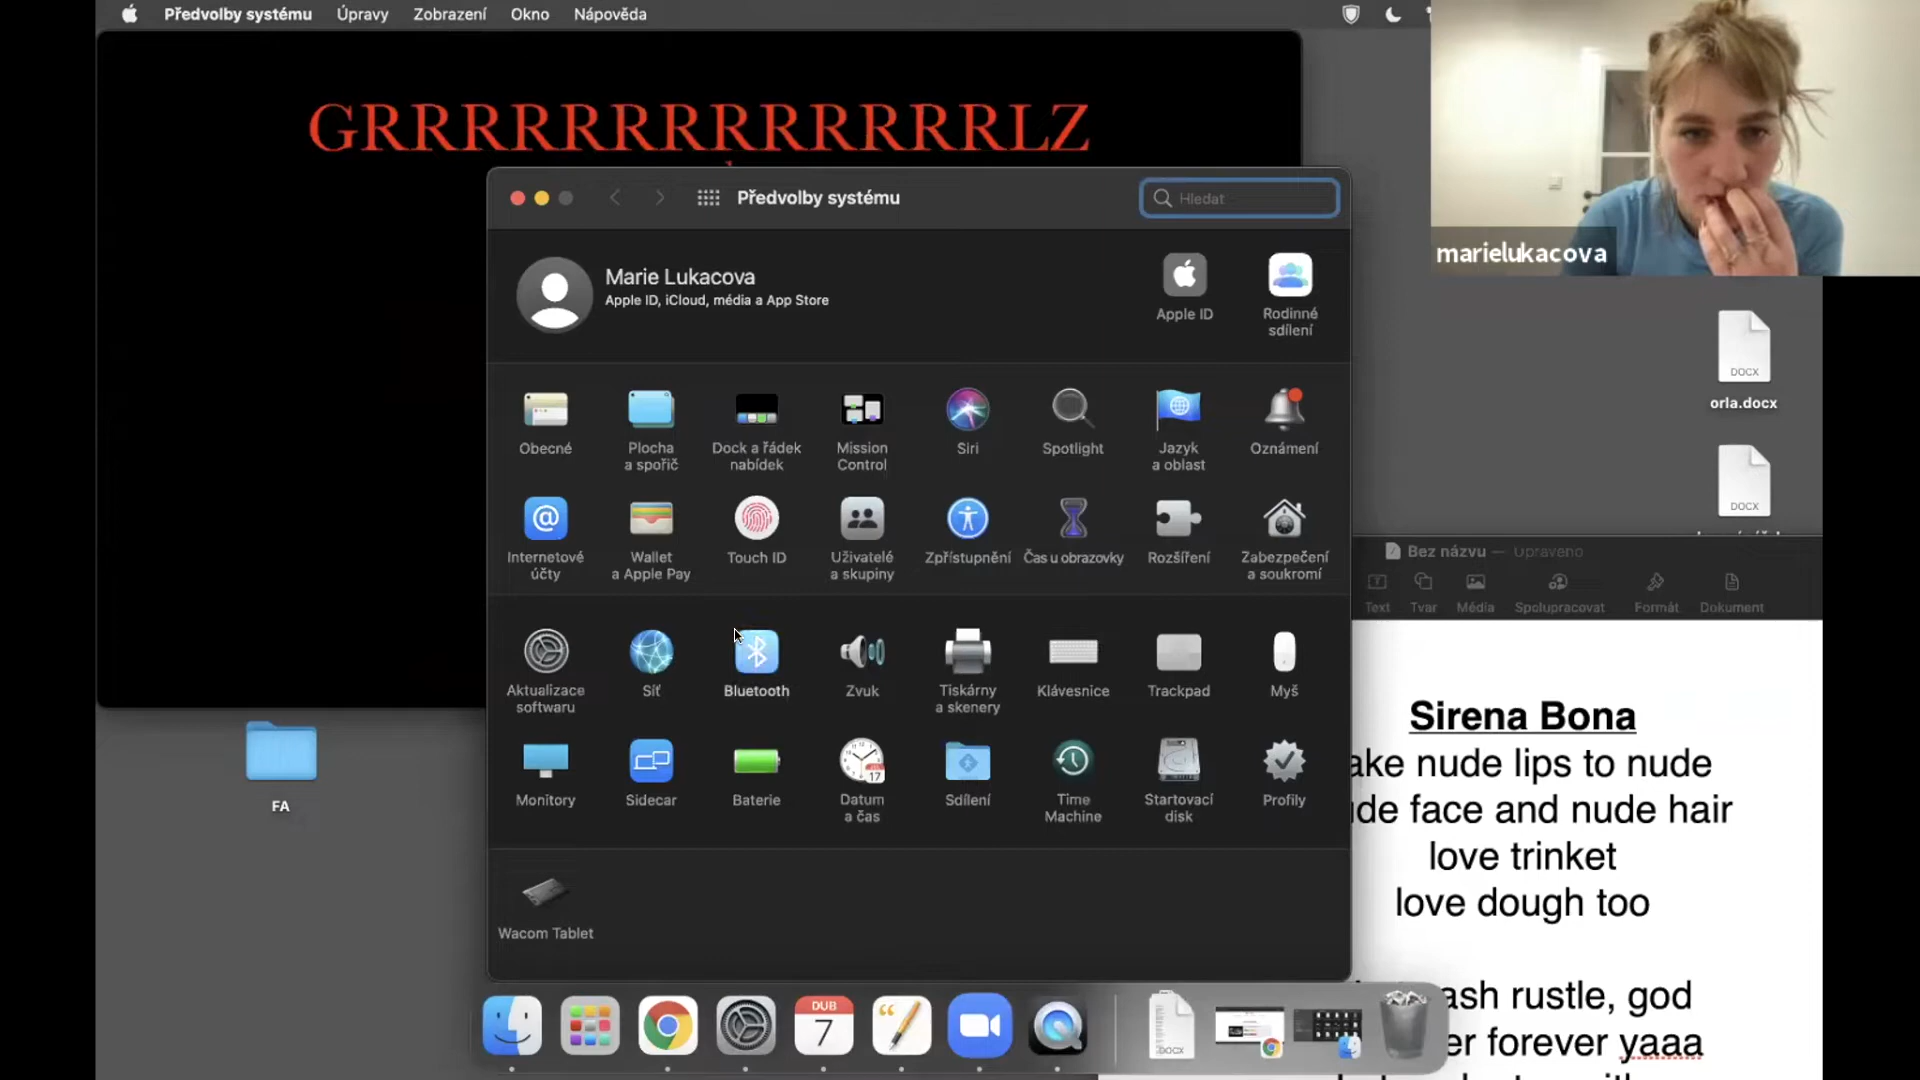 Předvolby systému Úpravy Zobrazení Okno Nápověda
GRRRRRRRRRRRRRRLZ
marielukacova
Předvolby systému
Hledat
Marie Lukacova
Apple ID, iCloud, média a App Store
Apple ID
Rodinné
sdílení
orla.docx
DOCX
Obecné
Plocha
a spořič
Dock a řádek
nabídek
Mission
Control
Siri
Spotlight
Jazyk
a oblast
Oznámení
Internetové
účty
Wallet
a Apple Pay
Touch ID
Uživatelé
a skupiny
Zpřístupnění
Čas u obrazovky
Rozšíření
Zabezpečení
a soukromí
DOCX
Aktualizace
softwaru
Síť
Bluetooth
Zvuk
Tiskárny
a skenery
Klávesnice
Trackpad
Myš
Monitory
Sidecar
Baterie
17
Datum
a čas
Sdílení
Time
Machine
Startovací
disk
Profily
Wacom Tablet
FA
Bez názvu — Upraveno
Text Tvar Média Spolupracovat Formát Dokument
Sirena Bona
nude lips to nude
face and nude hair
love trinket
love dough too
rustle, god
forever yaaa
DUB
7
DOCX